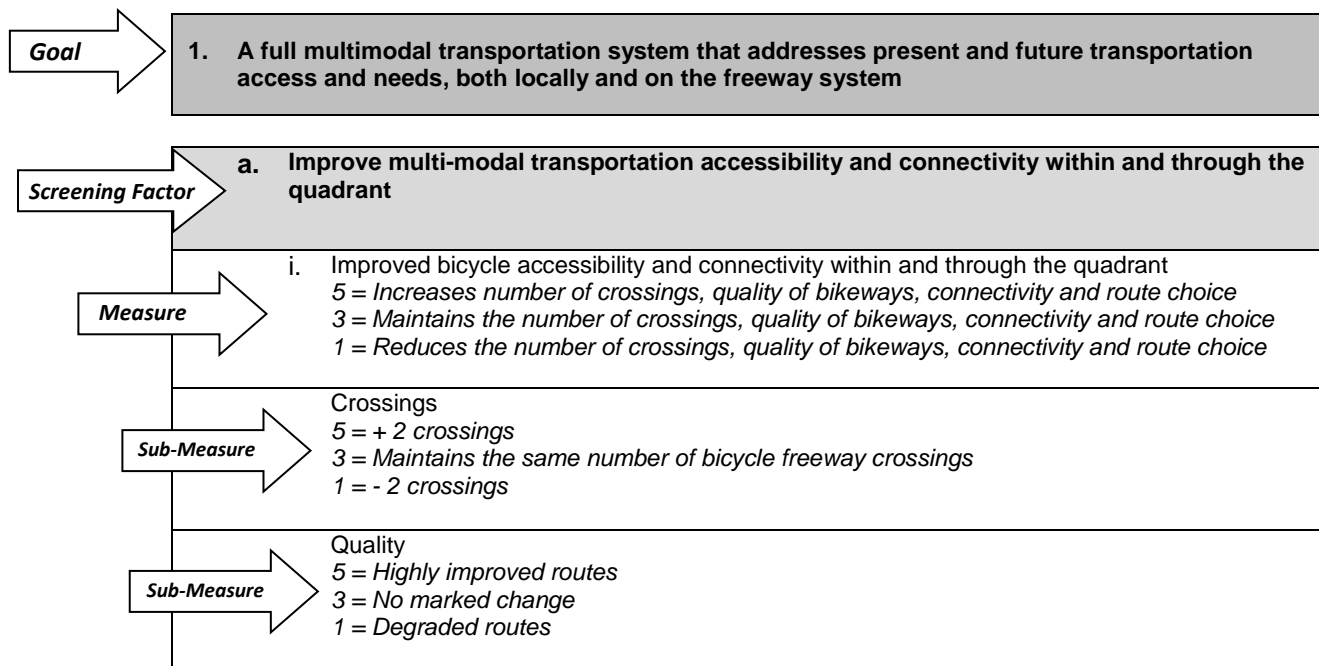 Goal
1. A full multimodal transportation system that addresses present and future transportation
access and needs, both locally and on the freeway system
Screening Factor
a. Improve multi-modal transportation accessibility and connectivity within and through the
quadrant
Measure
i. Improved bicycle accessibility and connectivity within and through the quadrant
5 = Increases number of crossings, quality of bikeways, connectivity and route choice
3 = Maintains the number of crossings, quality of bikeways, connectivity and route choice
1 = Reduces the number of crossings, quality of bikeways, connectivity and route choice
Sub-Measure
Crossings
5 = + 2 crossings
3 = Maintains the same number of bicycle freeway crossings
1 = - 2 crossings
Sub-Measure
Quality
5 = Highly improved routes
3 = No marked change
1 = Degraded routes